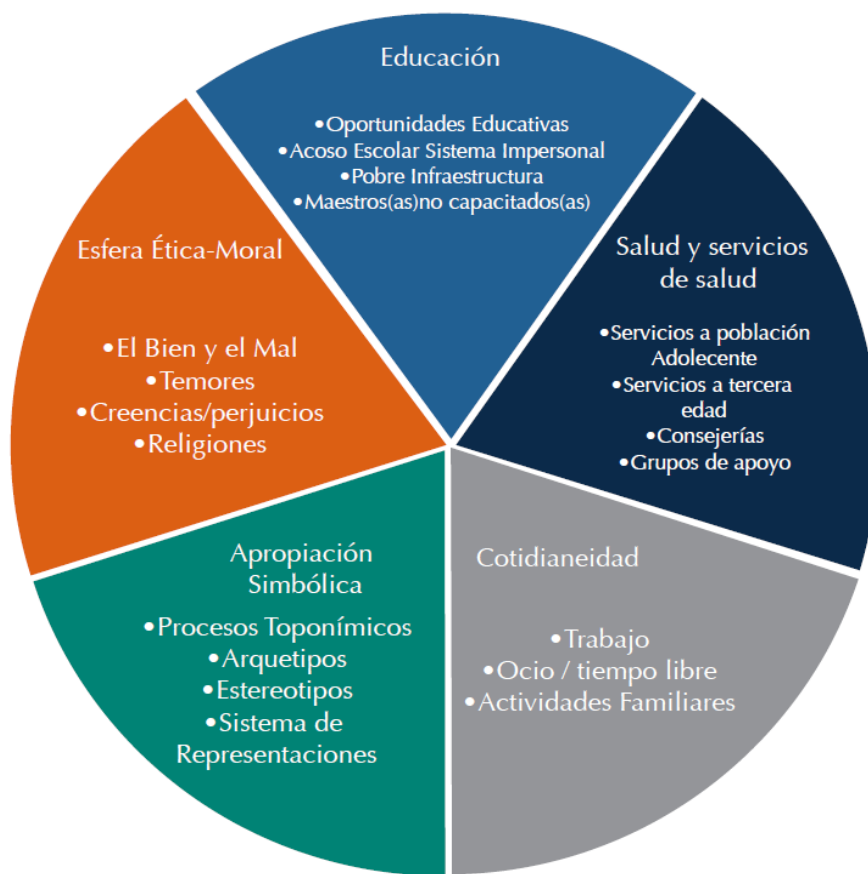 Educación
•Oportunidades Educativas
•Acoso Escolar Sistema Impersonal
•Pobre Infraestructura
•Maestros(as)no capacitados(as)
Salud y servicios
de salud
•Servicios a población
Adolecente
•Servicios a tercera
edad
•Consejerías
•Grupos de apoyo
Cotidianeidad
•Trabajo
•Ocio / tiempo libre
•Actividades Familiares
Apropiación
Simbólica
•Procesos Toponímicos
•Arquetipos
•Estereotipos
•Sistema de
Representaciones
Esfera Ética-Moral
•El Bien y el Mal
•Temores
•Creencias/perjuicios
•Religiones